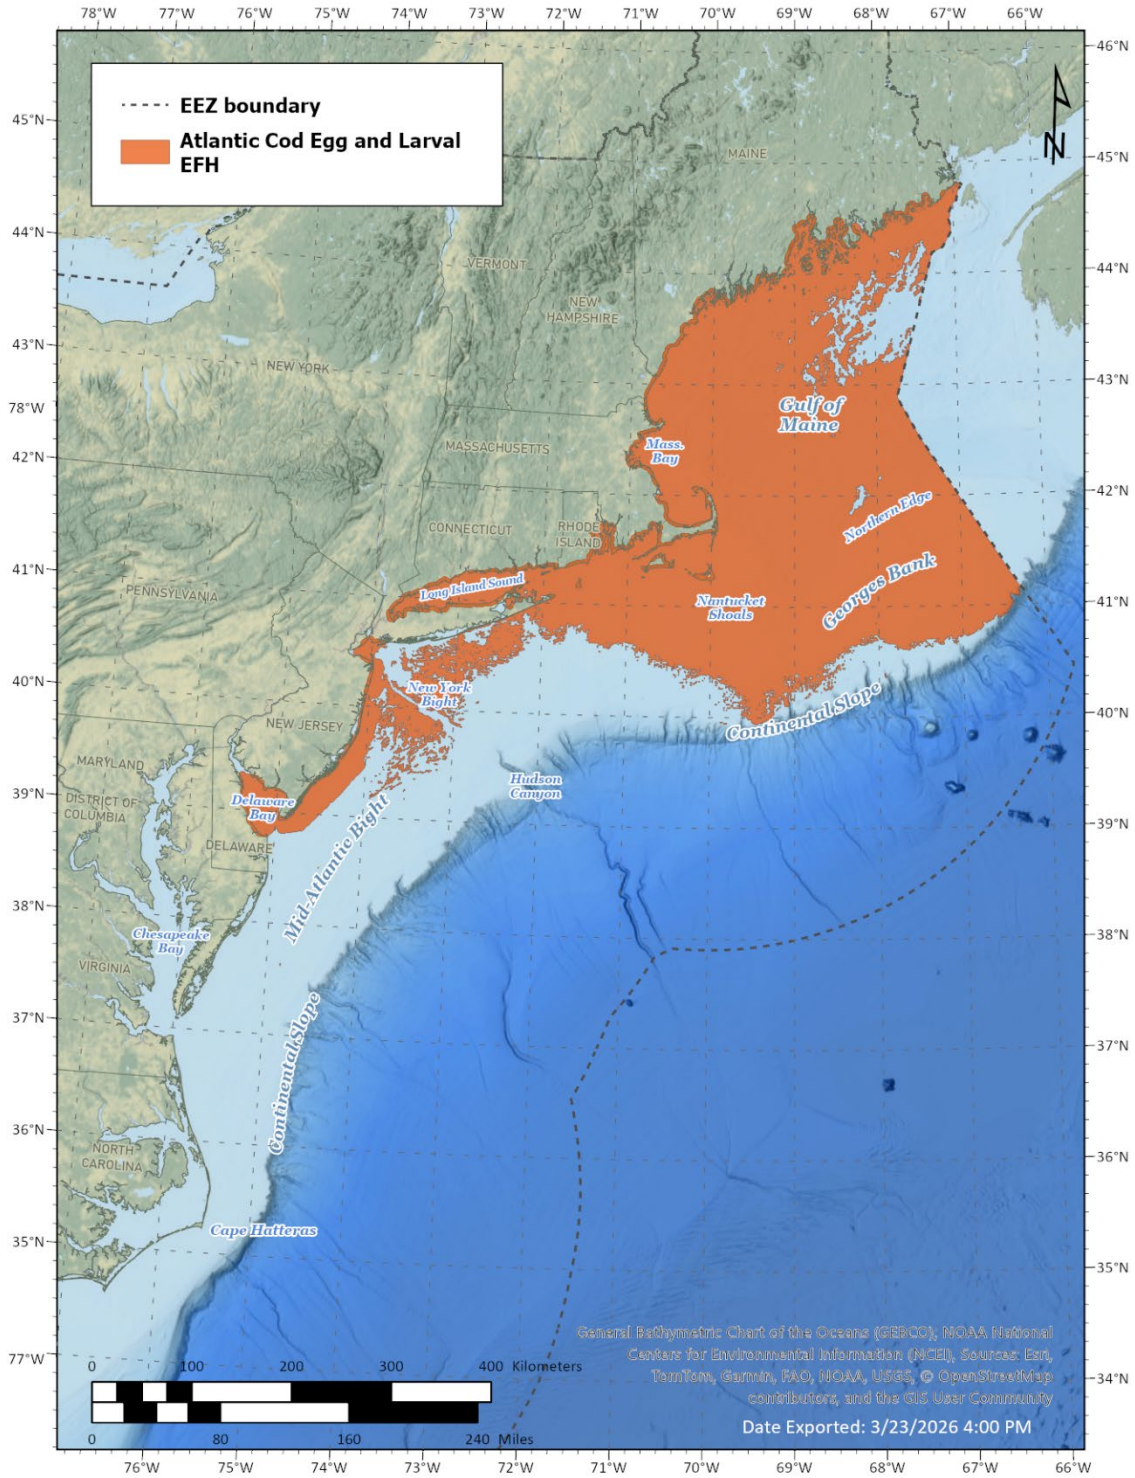 78°W 77°W 76°W 75°W 74°W 73°W 72°W 71°W 70°W 69°W 68°W 67°W 66°W
EEZ boundary
Atlantic Cod Egg and Larval
EFH
N
46°N
45°N
45°N
44°N
44°N
43°N
43°N
78°W
42°N
42°N
41°N
41°N
40°N
40°N
39°N
39°N
38°N
38°N
37°N
37°N
36°N
36°N
35°N
35°N
77°W
34°N
MAINE
VERMONT
NEW
HAMPSHIRE
NEW YORK
Gulf of
Maine
MASSACHUSETTS
Mass.
Bay
Northern Edge
CONNECTICUT
RHODE
ISLAND
Georges Bank
Long Island Sound
PENNSYLVANIA
Nantucket
Shoals
New York
Bight
Continental Slope
NEW JERSEY
MARYLAND
Hudson
Canyon
DISTRICT OF
COLUMBIA
Delaware
Bay
DELAWARE
Mid-Atlantic Bight
Chesapeake
Bay
VIRGINIA
Continental Slope
NORTH
CAROLINA
Cape Hatteras
General Bathymetric Chart of the Oceans (GEBCO); NOAA National
Centers for Environmental Information (NCEI), Sources: Esri,
TomTom, Garmin, FAO, NOAA, USGS, © OpenStreetMap
contributors, and the GIS User Community
Date Exported: 3/23/2026 4:00 PM
0 100 200 300 400 Kilometers
0 80 160 240 Miles
76°W 75°W 74°W 73°W 72°W 71°W 70°W 69°W 68°W 67°W 66°W